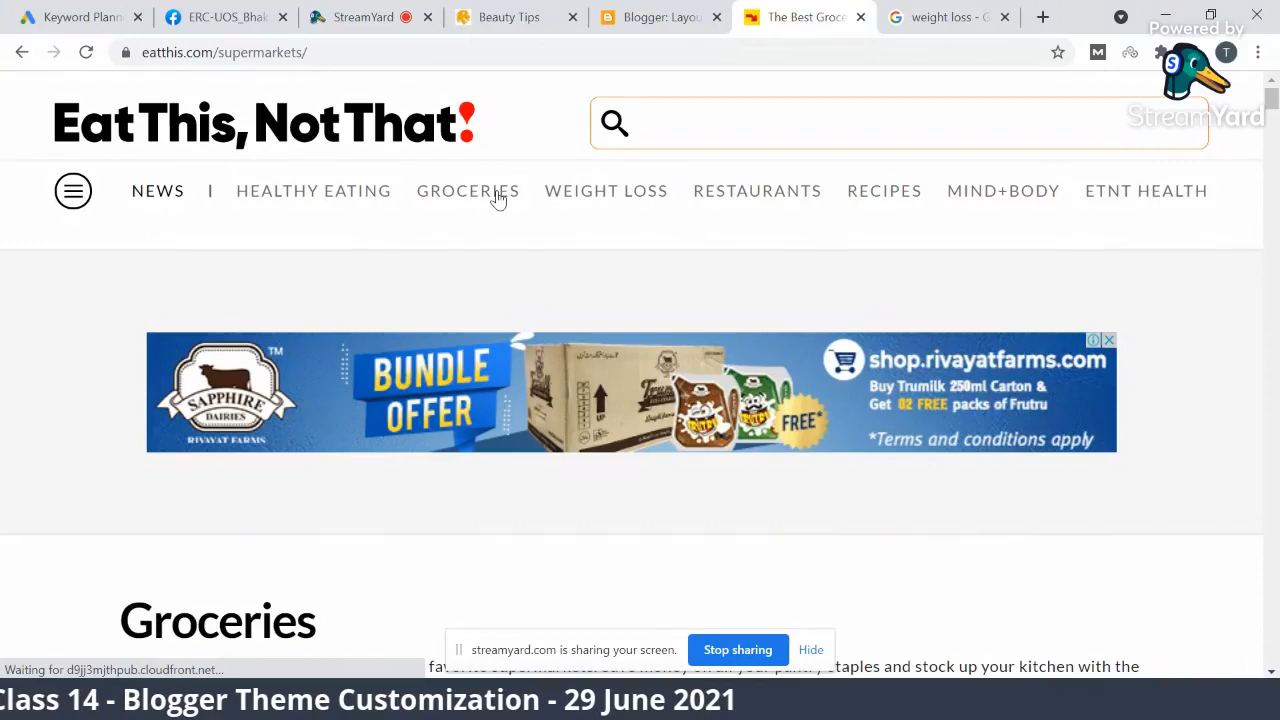 Keyword Plann
ERC-UOS_Bhak
StreamYard
Beauty Tips
Blogger: Layou
The Best Groce
weight loss - G
eatthis.com/supermarkets/
M
T
Powered by
S
StreamYard
Eat This, Not That!
NEWS | HEALTHY EATING GROCERIES WEIGHT LOSS RESTAURANTS RECIPES MIND+BODY ETNT HEALTH
TM
SAPPHIRE
DAIRIES
RIVAYAT FARMS
BUNDLE
OFFER
FREE*
shop.rivayatfarms.com
Buy Trumilk 250ml Carton &
Get 02 FREE packs of Frutru
*Terms and conditions apply
Groceries
streamyard.com is sharing your screen. Stop sharing Hide
Waiting for d9jj3mjthpub.cloudfront.net...
staples and stock up your kitchen with the
Class 14 - Blogger Theme Customization - 29 June 2021